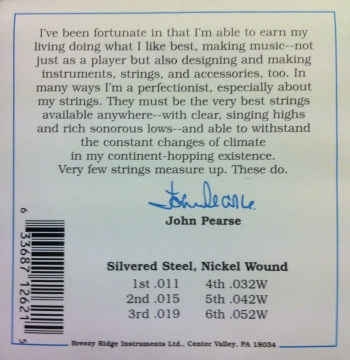 I've been fortunate in that I'm able to earn my
living doing what I like best, making music--not
just as a player but also designing and making
instruments, strings, and accessories, too. In
many ways I'm a perfectionist, especially about
my strings. They must be the very best strings
available anywhere--with clear, singing highs
and rich sonorous lows--and able to withstand
the constant changes of climate
in my continent-hopping existence.
Very few strings measure up. These do.
John Pearse
John Pearse
6 33687 12621 5
Silvered Steel, Nickel Wound
1st .011 4th .032W
2nd .015 5th .042W
3rd .019 6th .052W
Breezy Ridge Instruments Ltd., Center Valley, PA 18034